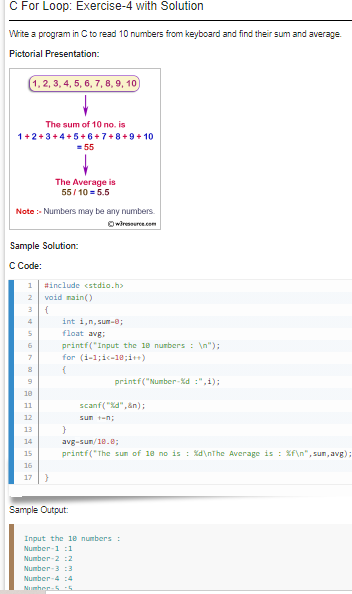 C For Loop: Exercise-4 with Solution
Write a program in C to read 10 numbers from keyboard and find their sum and average.
Pictorial Presentation:
1, 2, 3, 4, 5, 6, 7, 8, 9, 10
The sum of 10 no. is
1+2+3+4+5+6+7+8+9+10
= 55
The Average is
55 / 10 = 5.5
Note :- Numbers may be any numbers.
© w3resource.com
Sample Solution:
C Code:
1 #include <stdio.h>
2 void main()
3 {
4 int i,n,sum=0;
5 float avg;
6 printf("Input the 10 numbers : \n");
7 for (i=1;i<=10;i++)
8 {
9 printf("Number-%d :",i);
10
11 scanf("%d",&n);
12 sum +=n;
13 }
14 avg=sum/10.0;
15 printf("The sum of 10 no is : %d\nThe Average is : %f\n",sum,avg);
16
17 }
Sample Output:
Input the 10 numbers :
Number-1 :1
Number-2 :2
Number-3 :3
Number-4 :4
Number-5 :5